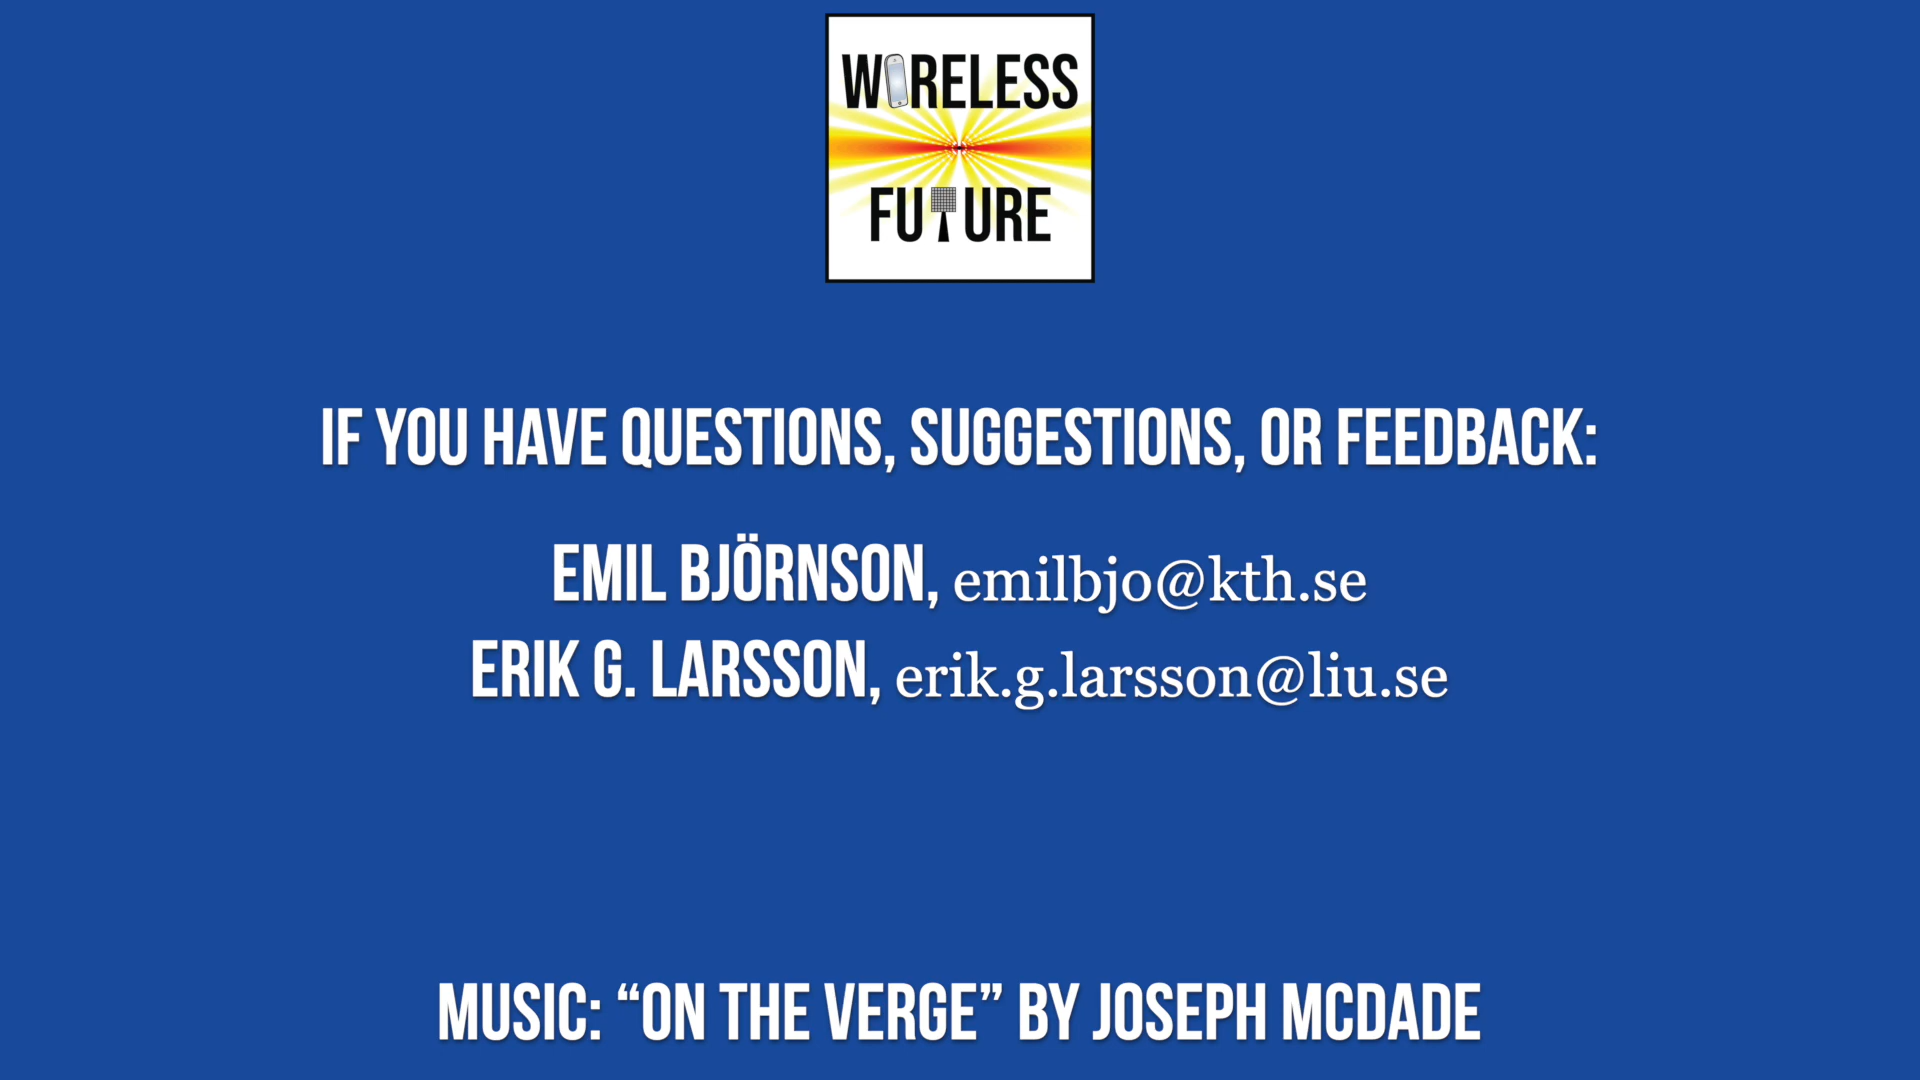 WIRELESS
FUTURE
IF YOU HAVE QUESTIONS, SUGGESTIONS, OR FEEDBACK:
EMIL BJÖRNSON, emilbjo@kth.se
ERIK G. LARSSON, erik.g.larsson@liu.se
MUSIC: “ON THE VERGE” BY JOSEPH MCDADE